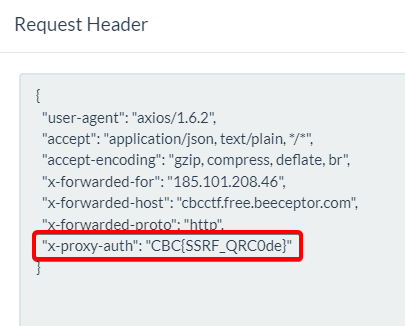 Request Header
{
"user-agent": "axios/1.6.2",
"accept": "application/json, text/plain, */*",
"accept-encoding": "gzip, compress, deflate, br",
"x-forwarded-for": "185.101.208.46",
"x-forwarded-host": "cbcctf.free.beeceptor.com",
"x-forwarded-proto": "http",
"x-proxy-auth": "CBC{SSRF_QRC0de}"
}